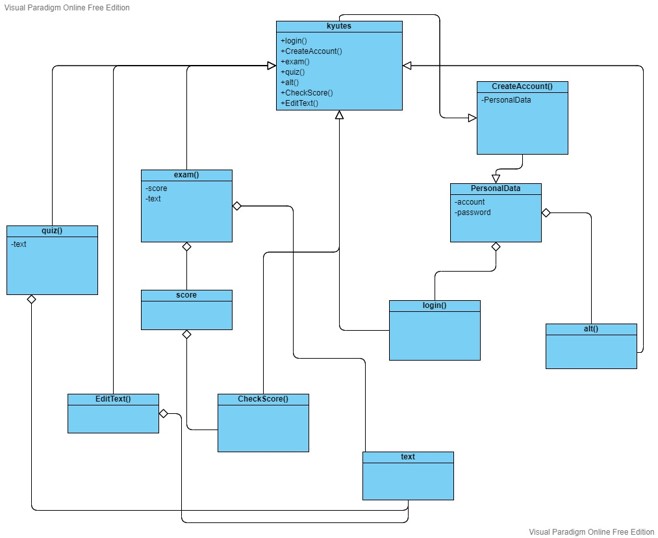 Visual Paradigm Online Free Edition
kyutes
+login()
+CreateAccount()
+exam()
+quiz()
+alt()
+CheckScore()
+EditText()
CreateAccount()
-PersonalData
exam()
-score
-text
PersonalData
-account
-password
quiz()
-text
score
login()
alt()
EditText()
CheckScore()
text
Visual Paradigm Online Free Edition